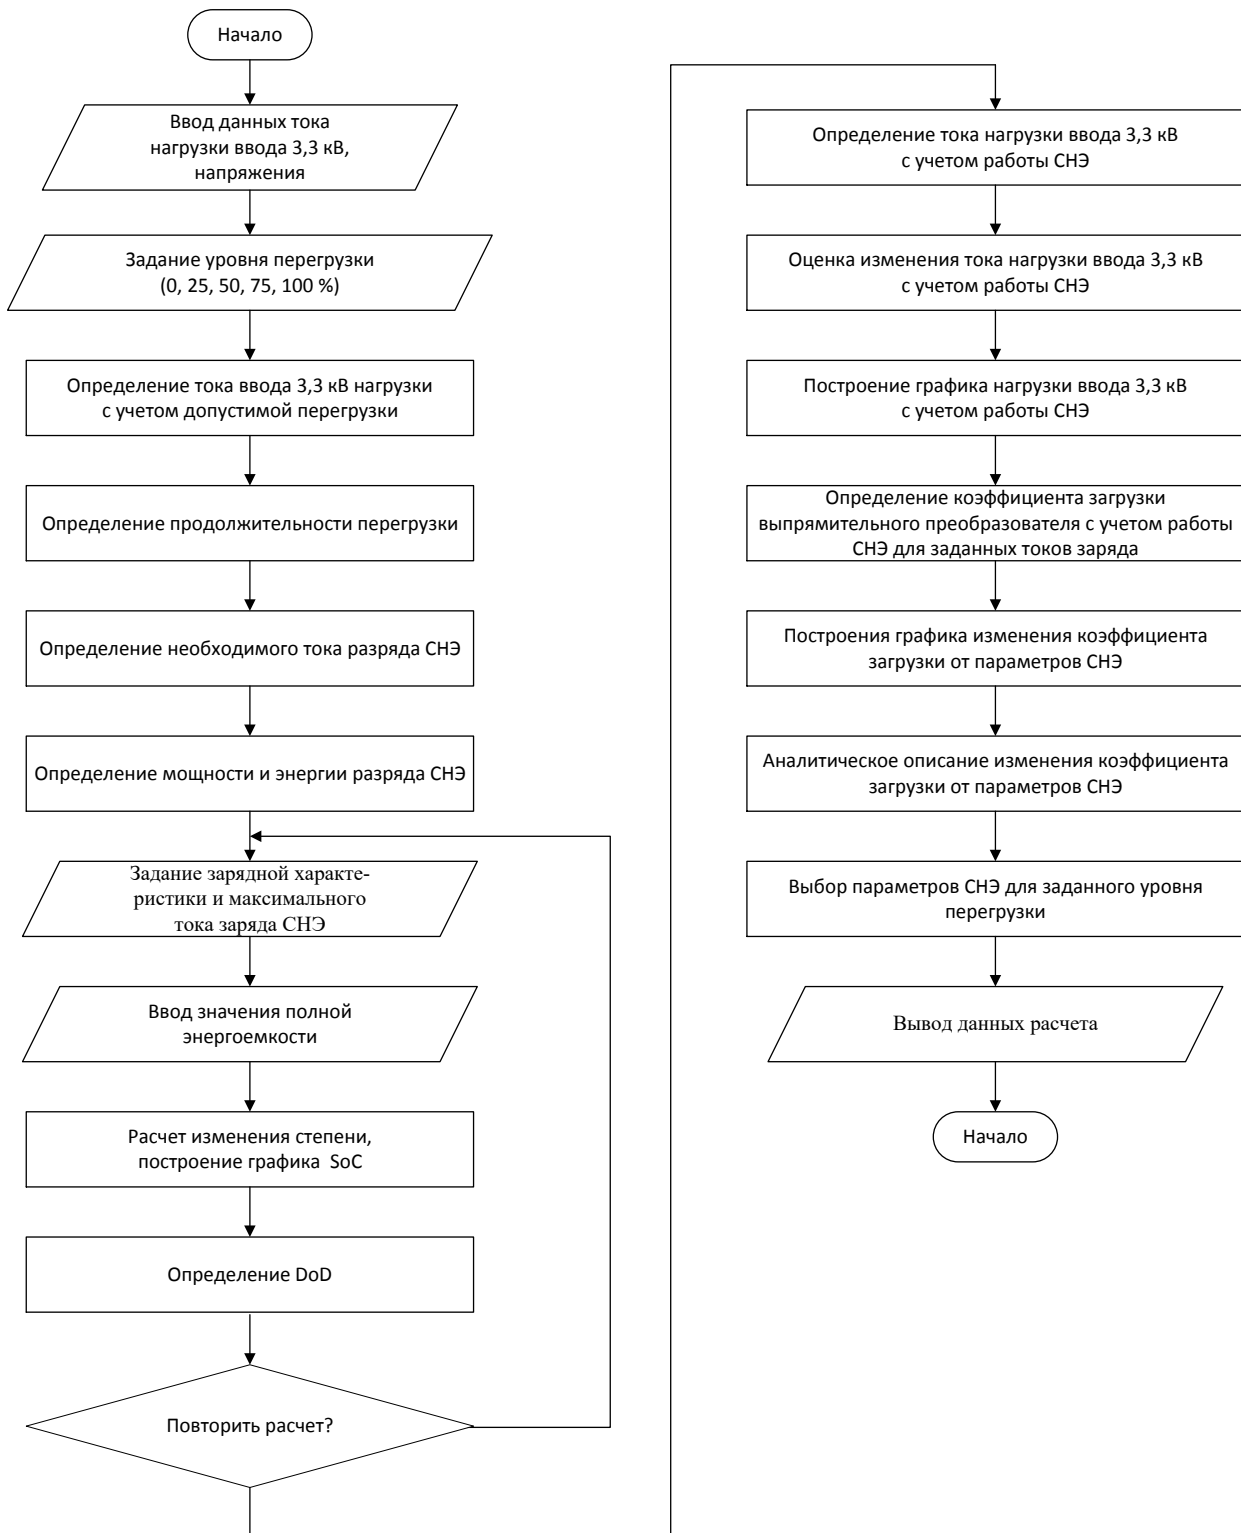 Начало
Ввод данных тока
нагрузки ввода 3,3 кВ,
напряжения
Задание уровня перегрузки
(0, 25, 50, 75, 100 %)
Определение тока ввода 3,3 кВ нагрузки
с учетом допустимой перегрузки
Определение продолжительности перегрузки
Определение необходимого тока разряда СНЭ
Определение мощности и энергии разряда СНЭ
Задание зарядной характе-
ристики и максимального
тока заряда СНЭ
Ввод значения полной
энергоемкости
Расчет изменения степени,
построение графика SoC
Определение DoD
Повторить расчет?
Определение тока нагрузки ввода 3,3 кВ
с учетом работы СНЭ
Оценка изменения тока нагрузки ввода 3,3 кВ
с учетом работы СНЭ
Построение графика нагрузки ввода 3,3 кВ
с учетом работы СНЭ
Определение коэффициента загрузки
выпрямительного преобразователя с учетом работы
СНЭ для заданных токов заряда
Построения графика изменения коэффициента
загрузки от параметров СНЭ
Аналитическое описание изменения коэффициента
загрузки от параметров СНЭ
Выбор параметров СНЭ для заданного уровня
перегрузки
Вывод данных расчета
Начало